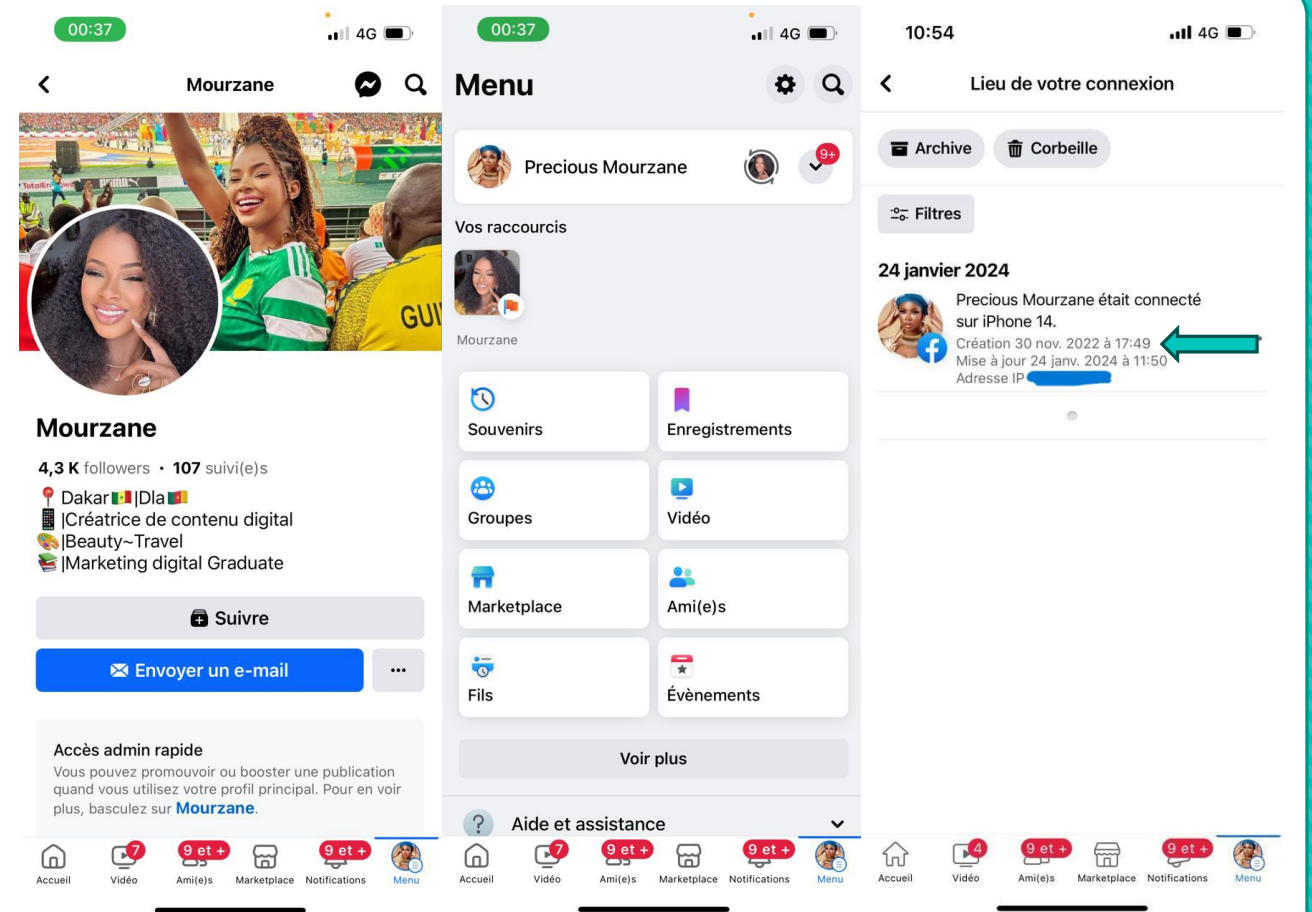 00:37
4G
Mourzane
TotalEn
GUI
Mourzane
4,3 K followers • 107 suivi(e)s
📍 Dakar🇸🇳|Dla🇨🇲
📱|Créatrice de contenu digital
🎨|Beauty~Travel
📚|Marketing digital Graduate
Suivre
Envoyer un e-mail
Accès admin rapide
Vous pouvez promouvoir ou booster une publication
quand vous utilisez votre profil principal. Pour en voir
plus, basculez sur Mourzane.
7
9 et +
9 et +
Accueil
Vidéo
Ami(e)s
Marketplace
Notifications
Menu
00:37
4G
Menu
Precious Mourzane
9+
Vos raccourcis
Mourzane
Souvenirs
Enregistrements
Groupes
Vidéo
Marketplace
Ami(e)s
Fils
Évènements
Voir plus
? Aide et assistance
7
9 et +
9 et +
Accueil
Vidéo
Ami(e)s
Marketplace
Notifications
Menu
10:54
4G
Lieu de votre connexion
Archive
Corbeille
Filtres
24 janvier 2024
Precious Mourzane était connecté
sur iPhone 14.
Création 30 nov. 2022 à 17:49
Mise à jour 24 janv. 2024 à 11:50
Adresse IP
4
9 et +
9 et +
Accueil
Vidéo
Ami(e)s
Marketplace
Notifications
Menu